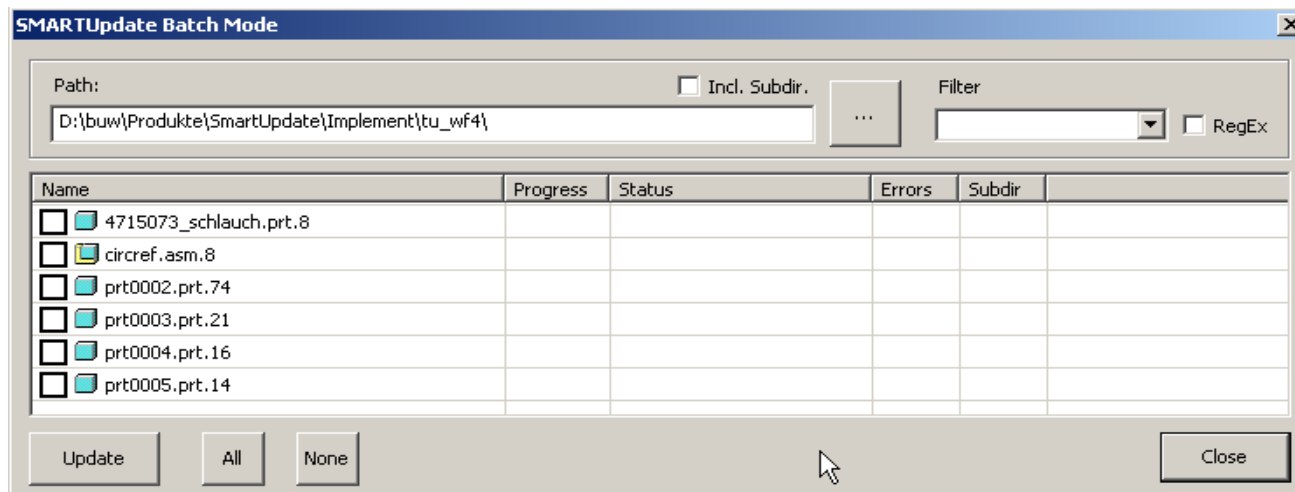 SMARTUpdate Batch Mode
Path:
Incl. Subdir.
Filter
D:\buw\Produkte\SmartUpdate\Implement\tu_wf4\
...
RegEx
Name Progress Status Errors Subdir
4715073_schlauch.prt.8
circref.asm.8
prt0002.prt.74
prt0003.prt.21
prt0004.prt.16
prt0005.prt.14
Update All None Close